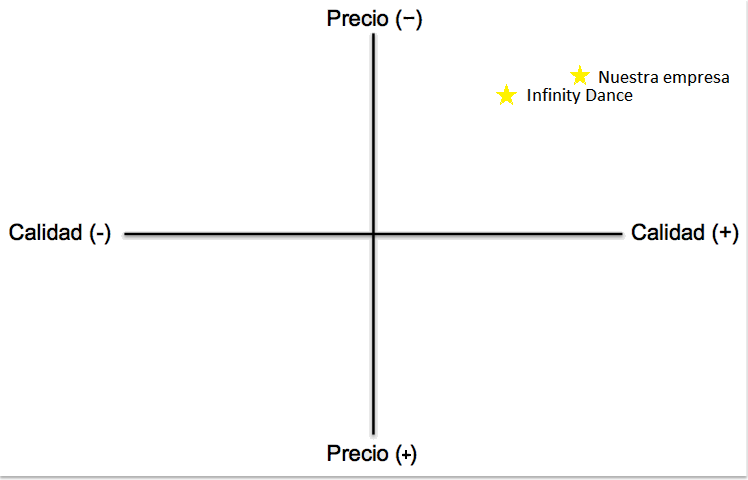 Precio (−)
Nuestra empresa
Infinity Dance
Calidad (-)
Calidad (+)
Precio (+)